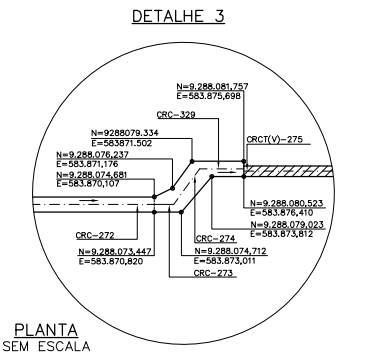 DETALHE 3
N=9.288.081,757
E=583.875,698
CRC-329
CRCT(V)-275
N=9288079.334
E=583871.502
N=9.288.076,237
E=583.871,176
N=9.288.074,681
E=583.870,107
N=9.288.080,523
E=583.876,410
N=9.288.079,023
E=583.873,812
CRC-272
CRC-274
N=9.288.073,447
E=583.870,820
N=9.288.074,712
E=583.873,011
CRC-273
PLANTA
SEM ESCALA